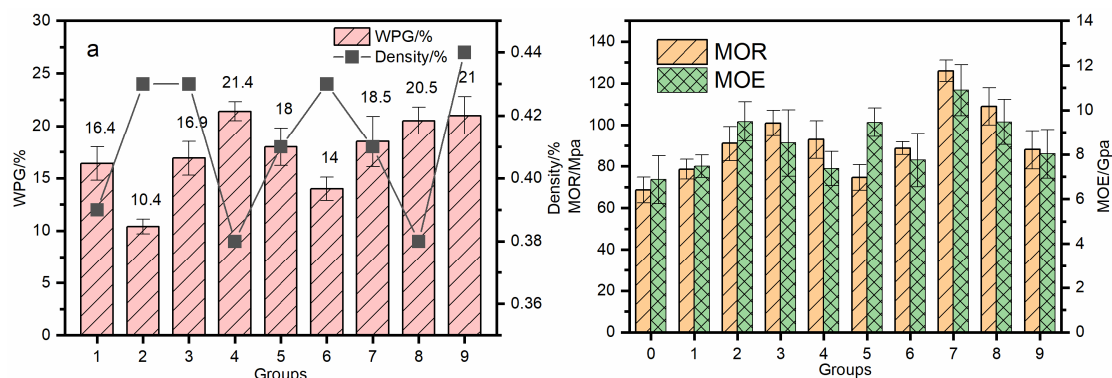 a
WPG/%
Density/%
30
25
20
15
10
5
0
WPG/%
16.4
10.4
16.9
21.4
18
14
18.5
20.5
21
0.44
0.42
0.40
0.38
0.36
Density/%
1 2 3 4 5 6 7 8 9
Groups
MOR
MOE
140
120
100
80
60
40
20
0
MOR/Mpa
14
12
10
8
6
4
2
0
MOE/Gpa
0 1 2 3 4 5 6 7 8 9
Groups